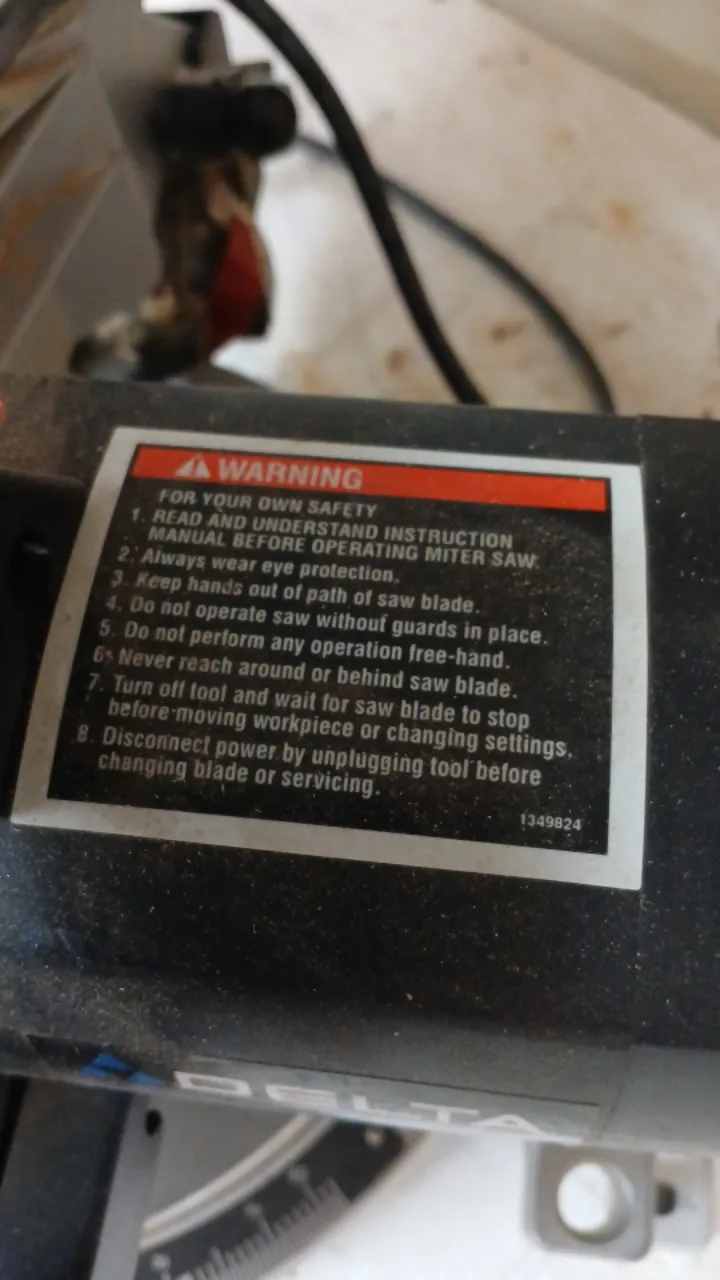 WARNING
FOR YOUR OWN SAFETY
1. READ AND UNDERSTAND INSTRUCTION
MANUAL BEFORE OPERATING MITER SAW.
2. Always wear eye protection.
3. Keep hands out of path of saw blade.
4. Do not operate saw without guards in place.
5. Do not perform any operation free-hand.
6. Never reach around or behind saw blade.
7. Turn off tool and wait for saw blade to stop
before moving workpiece or changing settings.
8. Disconnect power by unplugging tool before
changing blade or servicing.
1349824
DELTA